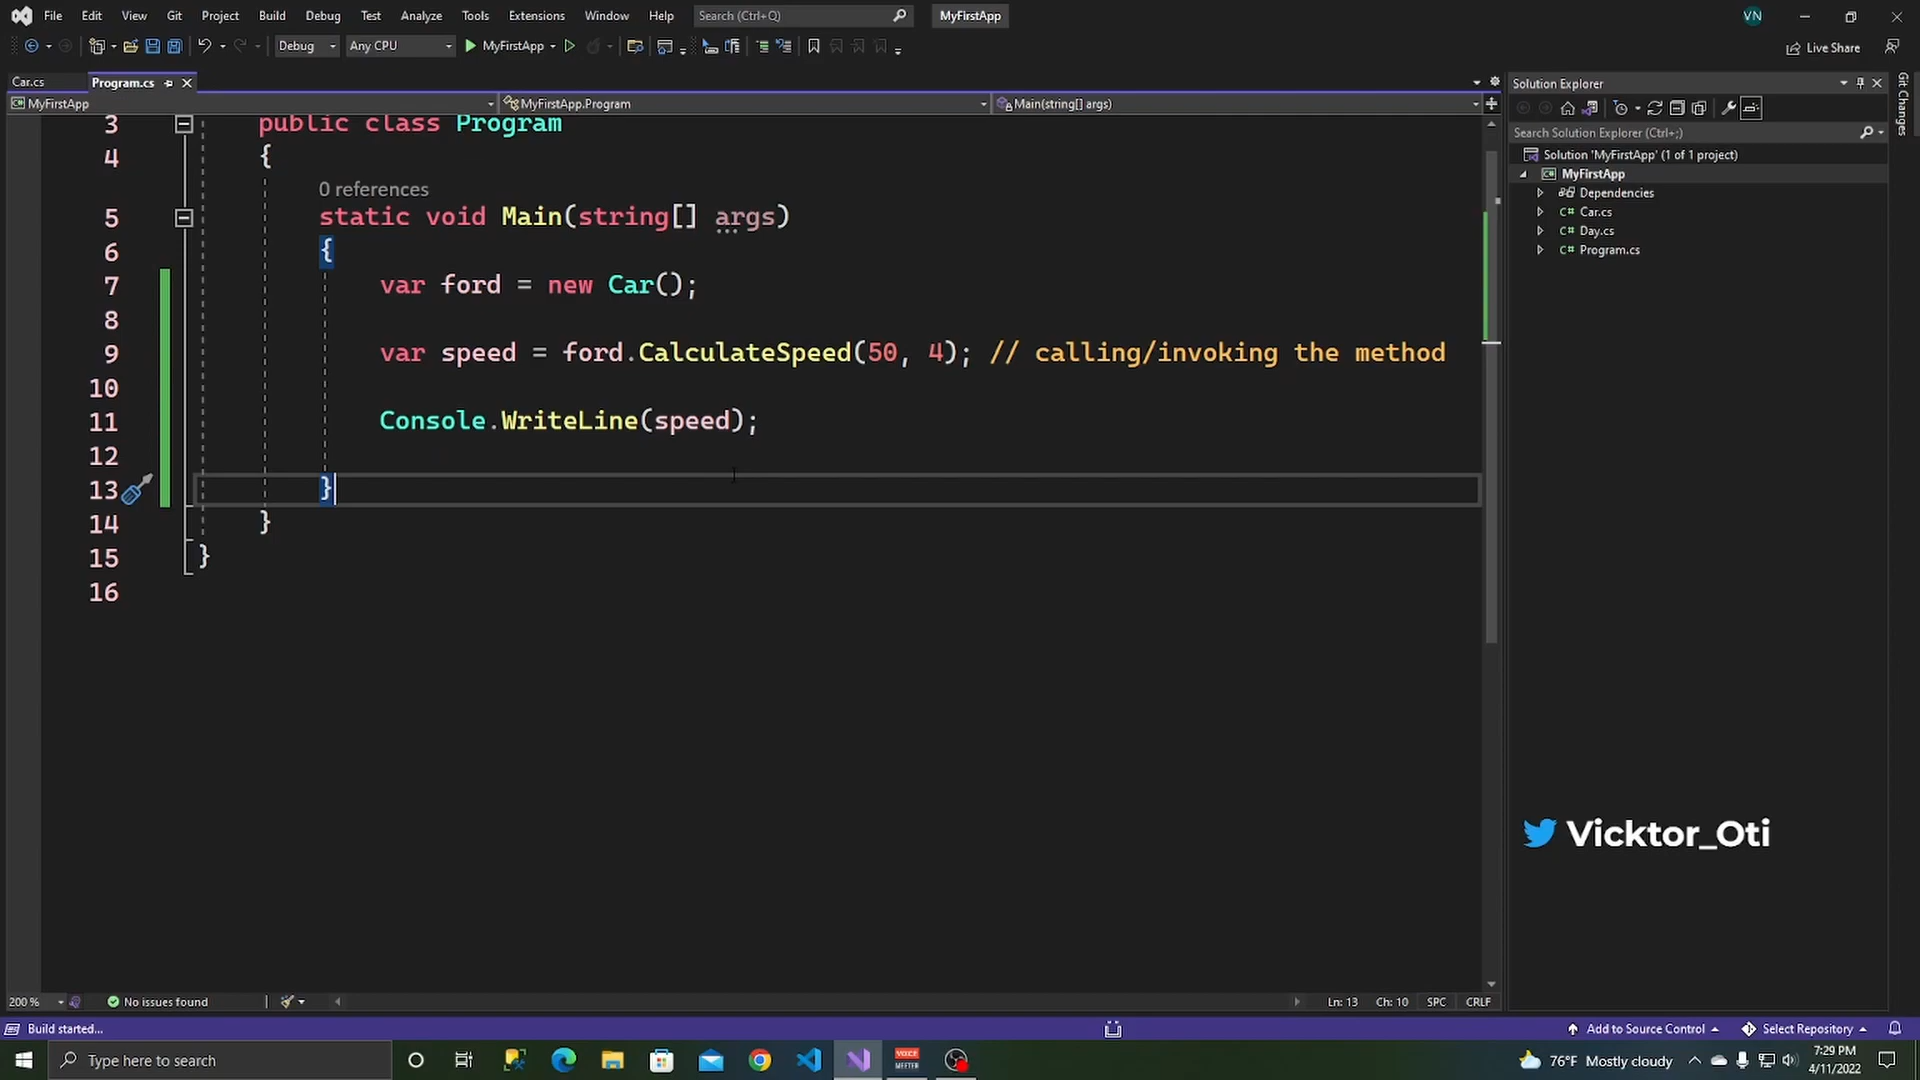 File Edit View Git Project Build Debug Test Analyze Tools Extensions Window Help Search (Ctrl+Q) MyFirstApp VN
Debug Any CPU MyFirstApp Live Share
Car.cs Program.cs
MyFirstApp MyFirstApp.Program Main(string[] args)
3 public class Program
4 {
0 references
5 static void Main(string[] args)
6 {
7 var ford = new Car();
8
9 var speed = ford.CalculateSpeed(50, 4); // calling/invoking the method
10
11 Console.WriteLine(speed);
12
13 }
14 }
15 }
16
Solution Explorer
Search Solution Explorer (Ctrl+;)
Solution 'MyFirstApp' (1 of 1 project)
MyFirstApp
Dependencies
C# Car.cs
C# Day.cs
C# Program.cs
Git Changes
Vicktor_Oti
200 % No issues found Ln: 13 Ch: 10 SPC CRLF
Build started... Add to Source Control Select Repository
Type here to search VOICE MEETER 76°F Mostly cloudy 7:29 PM
4/11/2022